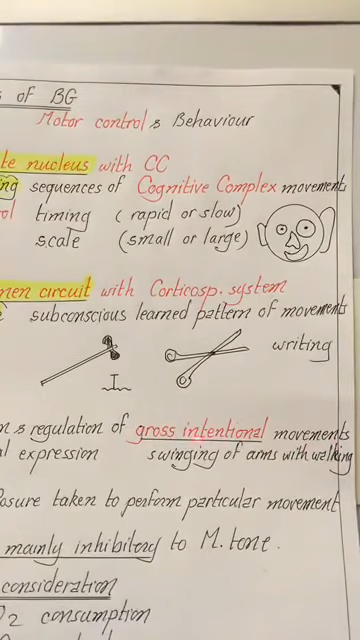 s of BG
Motor control & Behaviour
te nucleus with CC
ing sequences of Cognitive Complex movements
rol timing (rapid or slow)
scale (small or large)
men circuit with Corticosp. system
subconscious learned pattern of movements
writing
n & regulation of gross intentional movements
al expression swinging of arms with walking
posure taken to perform particular movement
mainly inhibitory to M. tone.
consideration
O2 consumption